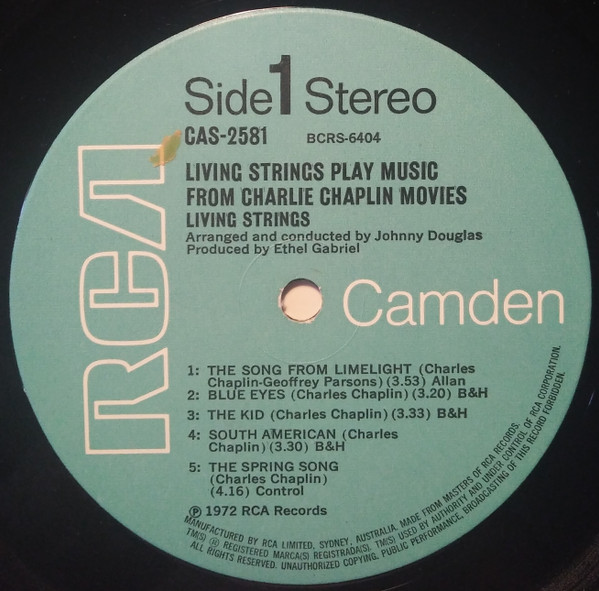 Side 1 Stereo
CAS-2581 BCRS-6404
LIVING STRINGS PLAY MUSIC
FROM CHARLIE CHAPLIN MOVIES
LIVING STRINGS
Arranged and conducted by Johnny Douglas
Produced by Ethel Gabriel
RCA
Camden
1: THE SONG FROM LIMELIGHT (Charles
Chaplin-Geoffrey Parsons) (3.53) Allan
2: BLUE EYES (Charles Chaplin) (3.20) B&H
3: THE KID (Charles Chaplin) (3.33) B&H
4: SOUTH AMERICAN (Charles
Chaplin) (3.30) B&H
5: THE SPRING SONG
(Charles Chaplin)
(4.16) Control
℗ 1972 RCA Records
MANUFACTURED BY RCA LIMITED, SYDNEY, AUSTRALIA. MADE FROM MASTERS OF RCA RECORDS.
TM(S) ® REGISTERED MARCA(S) REGISTRADA(S). TM(S) USED BY AUTHORITY AND UNDER CONTROL OF RCA CORPORATION.
ALL RIGHTS RESERVED. UNAUTHORIZED COPYING, PUBLIC PERFORMANCE, BROADCASTING OF THIS RECORD FORBIDDEN.